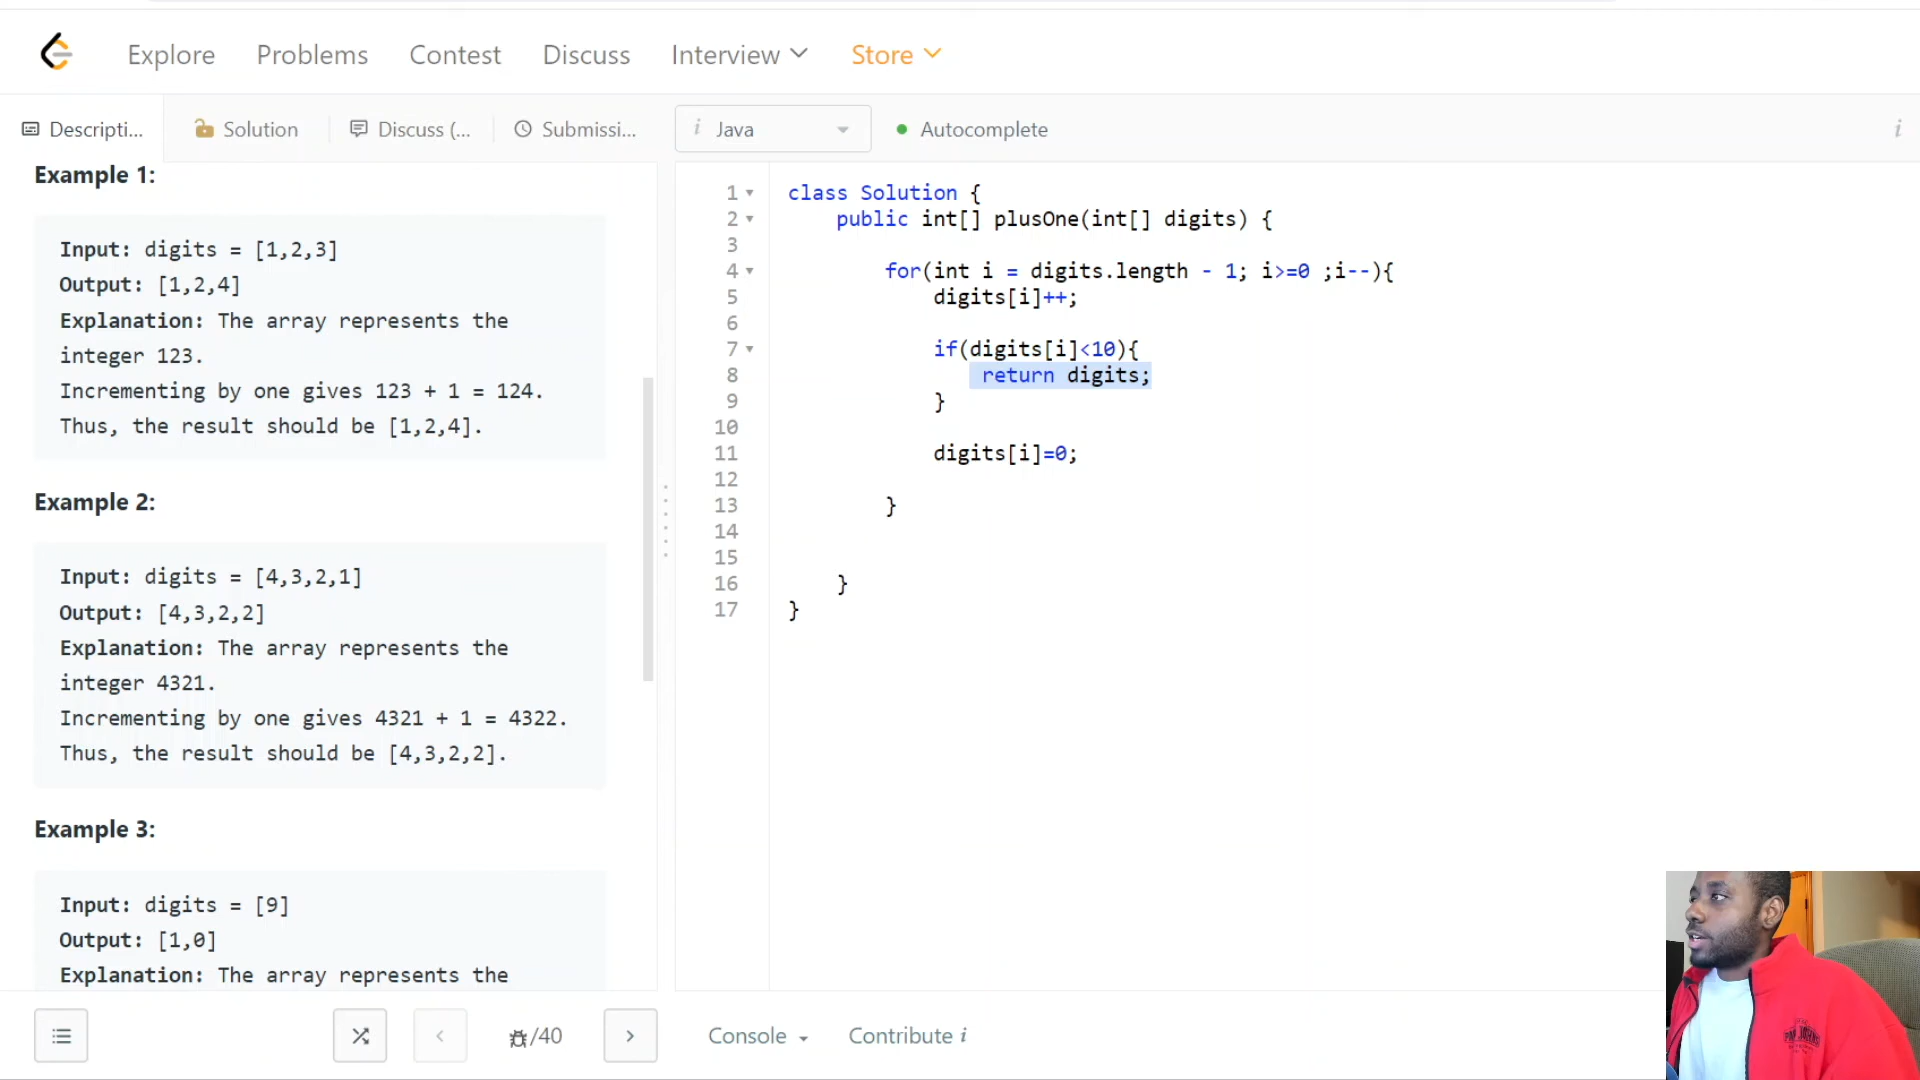 Explore Problems Contest Discuss Interview Store
Descripti... Solution Discuss (... Submissi... i Java Autocomplete i
Example 1:
Input: digits = [1,2,3]
Output: [1,2,4]
Explanation: The array represents the
integer 123.
Incrementing by one gives 123 + 1 = 124.
Thus, the result should be [1,2,4].
Example 2:
Input: digits = [4,3,2,1]
Output: [4,3,2,2]
Explanation: The array represents the
integer 4321.
Incrementing by one gives 4321 + 1 = 4322.
Thus, the result should be [4,3,2,2].
Example 3:
Input: digits = [9]
Output: [1,0]
Explanation: The array represents the
1 class Solution {
2 public int[] plusOne(int[] digits) {
3
4 for(int i = digits.length - 1; i>=0 ;i--){
5 digits[i]++;
6
7 if(digits[i]<10){
8 return digits;
9 }
10
11 digits[i]=0;
12
13 }
14
15
16 }
17 }
/40 Console Contribute i
PAPA JOHNS